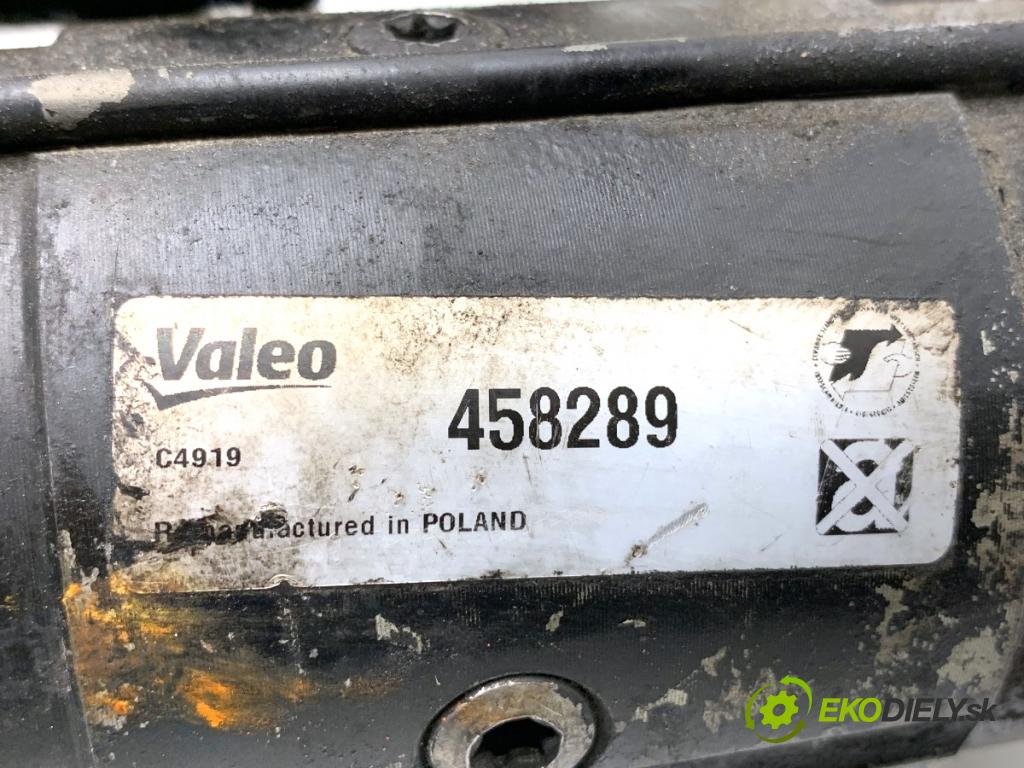 Valeo
458289
C4919
Remanufactured in POLAND
EKODIELY.sk